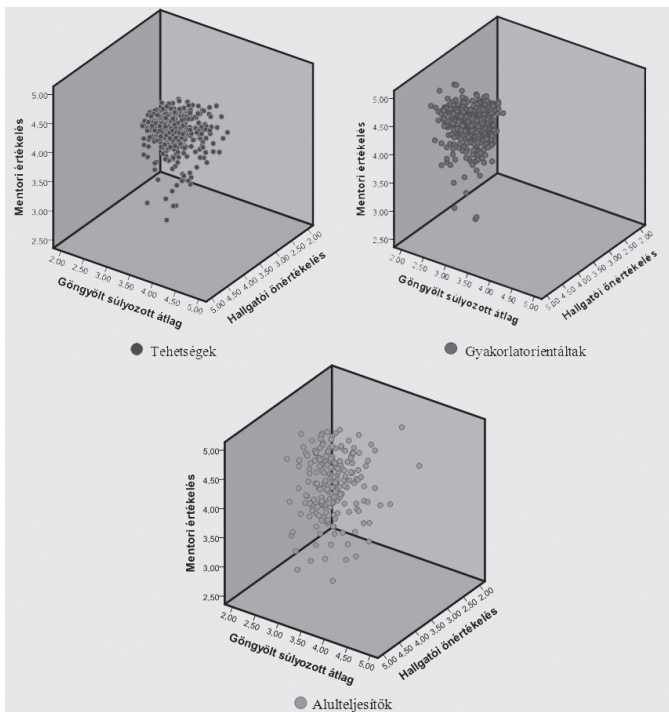 Mentori értékelés
5.00
4.50
4.00
3.50
3.00
2.50
2.00 2.50 3.00 3.50 4.00 4.50 5.00
Göngyölt súlyozott átlag
5.00 4.50 4.00 3.50 3.00 2.50 2.00
Hallgatói önértékelés
Tehetségek
Mentori értékelés
5.00
4.50
4.00
3.50
3.00
2.50
2.00 2.50 3.00 3.50 4.00 4.50 5.00
Göngyölt súlyozott átlag
5.00 4.50 4.00 3.50 3.00 2.50 2.00
Hallgatói önértékelés
Gyakorlatorientáltak
Mentori értékelés
5,00
4,50
4,00
3,50
3,00
2,50
2.00 2.50 3.00 3.50 4.00 4.50 5.00
Göngyölt súlyozott átlag
5.00 4.50 4.00 3.50 3.00 2.50 2.00
Hallgatói önértékelés
Alulteljesítők